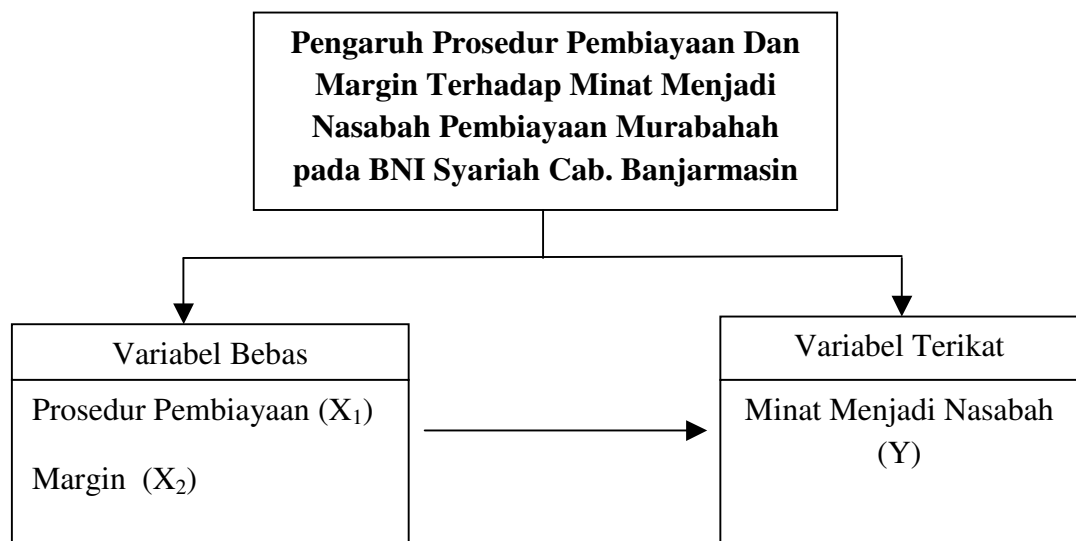 Pengaruh Prosedur Pembiayaan Dan
Margin Terhadap Minat Menjadi
Nasabah Pembiayaan Murabahah
pada BNI Syariah Cab. Banjarmasin
Variabel Bebas
Prosedur Pembiayaan (X₁)
Margin (X₂)
Variabel Terikat
Minat Menjadi Nasabah
(Y)